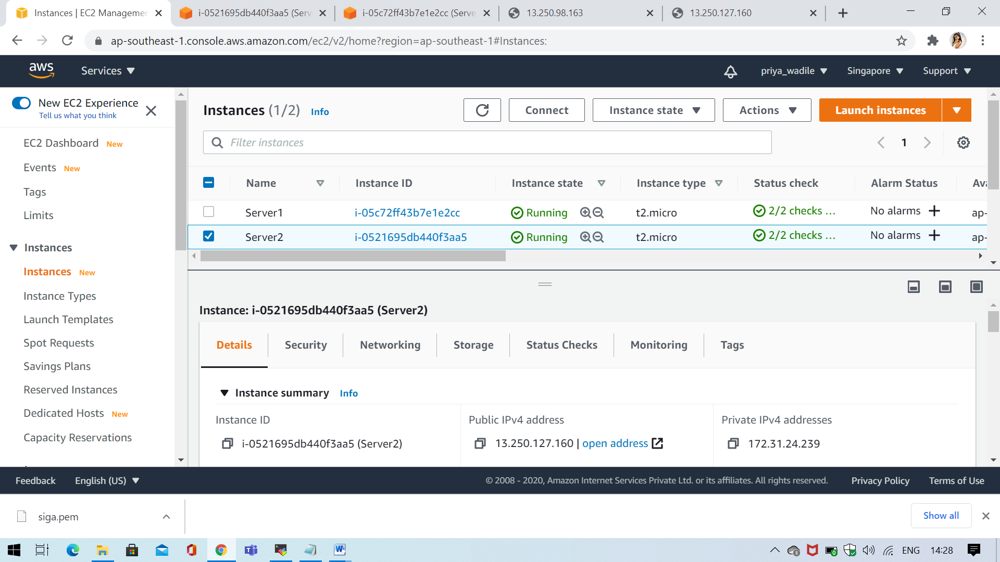 Instances | EC2 Managemen
i-0521695db440f3aa5 (Serv
i-05c72ff43b7e1e2cc (Serve
13.250.98.163
13.250.127.160
ap-southeast-1.console.aws.amazon.com/ec2/v2/home?region=ap-southeast-1#Instances:
aws
Services
priya_wadile
Singapore
Support
New EC2 Experience
Tell us what you think
EC2 Dashboard New
Events New
Tags
Limits
Instances
Instances New
Instance Types
Launch Templates
Spot Requests
Savings Plans
Reserved Instances
Dedicated Hosts New
Capacity Reservations
Instances (1/2) Info
Connect
Instance state
Actions
Launch instances
Filter instances
1
Name Instance ID Instance state Instance type Status check Alarm Status Ava
Server1 i-05c72ff43b7e1e2cc Running t2.micro 2/2 checks ... No alarms + ap-
Server2 i-0521695db440f3aa5 Running t2.micro 2/2 checks ... No alarms + ap-
Instance: i-0521695db440f3aa5 (Server2)
Details Security Networking Storage Status Checks Monitoring Tags
Instance summary Info
Instance ID
i-0521695db440f3aa5 (Server2)
Public IPv4 address
13.250.127.160 | open address
Private IPv4 addresses
172.31.24.239
Feedback English (US) © 2008 - 2020, Amazon Internet Services Private Ltd. or its affiliates. All rights reserved. Privacy Policy Terms of Use
siga.pem
Show all
ENG 14:28